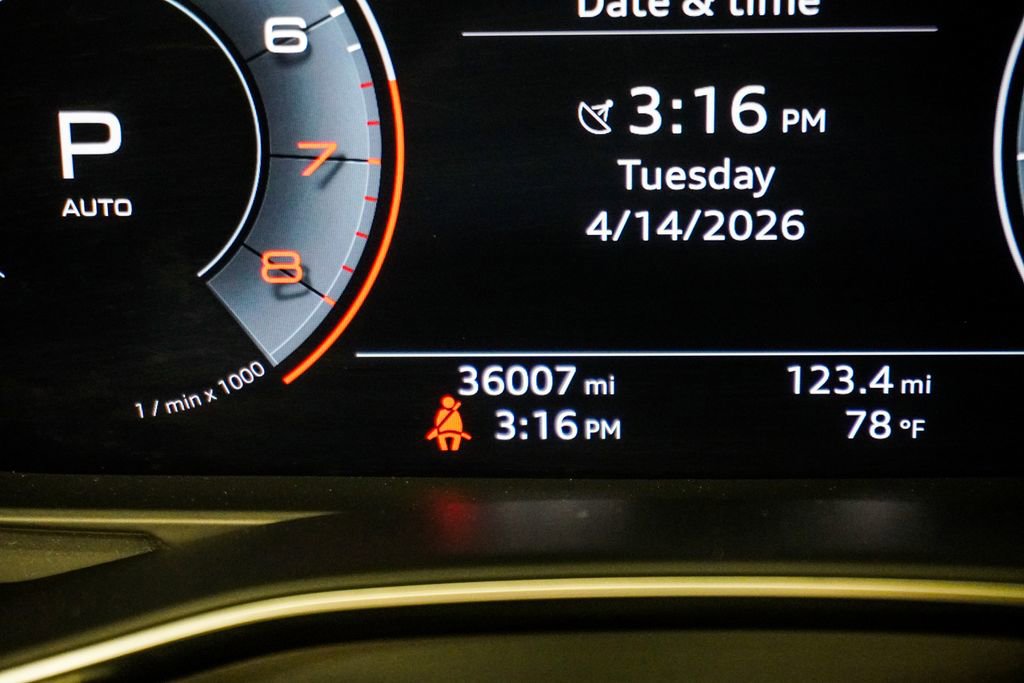 Date & time
6
3:16 PM
P
7
Tuesday
AUTO
4/14/2026
8
36007 mi
123.4 mi
1 / min x 1000
3:16 PM
78 °F